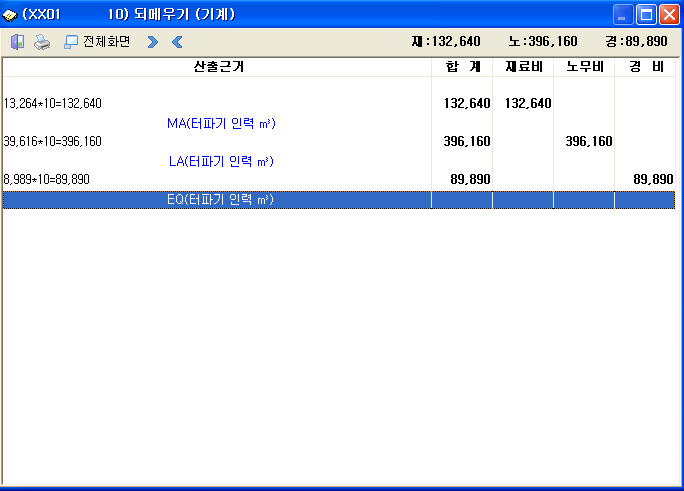 (XX01 10) 되메우기 (기계)
전체화면 재:132,640 노:396,160 경:89,890
산출근거 합 계 재료비 노무비 경 비
13,264*10=132,640 132,640 132,640
MA(터파기 인력 ㎥)
39,616*10=396,160 396,160 396,160
LA(터파기 인력 ㎥)
8,989*10=89,890 89,890 89,890
EQ(터파기 인력 ㎥)